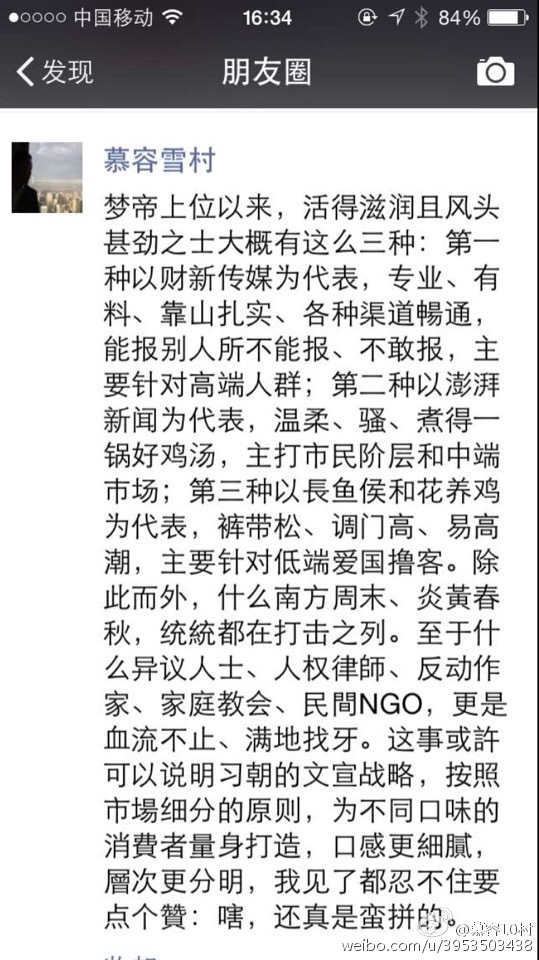 中国移动 16:34 84%
发现 朋友圈
慕容雪村
梦帝上位以来，活得滋润且风头
甚劲之士大概有这么三种：第一
种以财新传媒为代表，专业、有
料、靠山扎实、各种渠道暢通，
能报别人所不能报、不敢报，主
要针对高端人群；第二种以澎湃
新闻为代表，温柔、骚、煮得一
锅好鸡汤，主打市民阶层和中端
市场；第三种以長鱼侯和花养鸡
为代表，裤带松、调门高、易高
潮，主要针对低端爱国撸客。除
此而外，什么南方周末、炎黃春
秋，统統都在打击之列。至于什
么异议人士、人权律師、反动作
家、家庭教会、民間NGO，更是
血流不止、满地找牙。这事或許
可以说明习朝的文宣战略，按照
市場细分的原则，为不同口味的
消費者量身打造，口感更細膩，
層次更分明，我见了都忍不住要
点个赞：嗐，还真是蛮拼的。
@慕容10村
weibo.com/u/3953503438